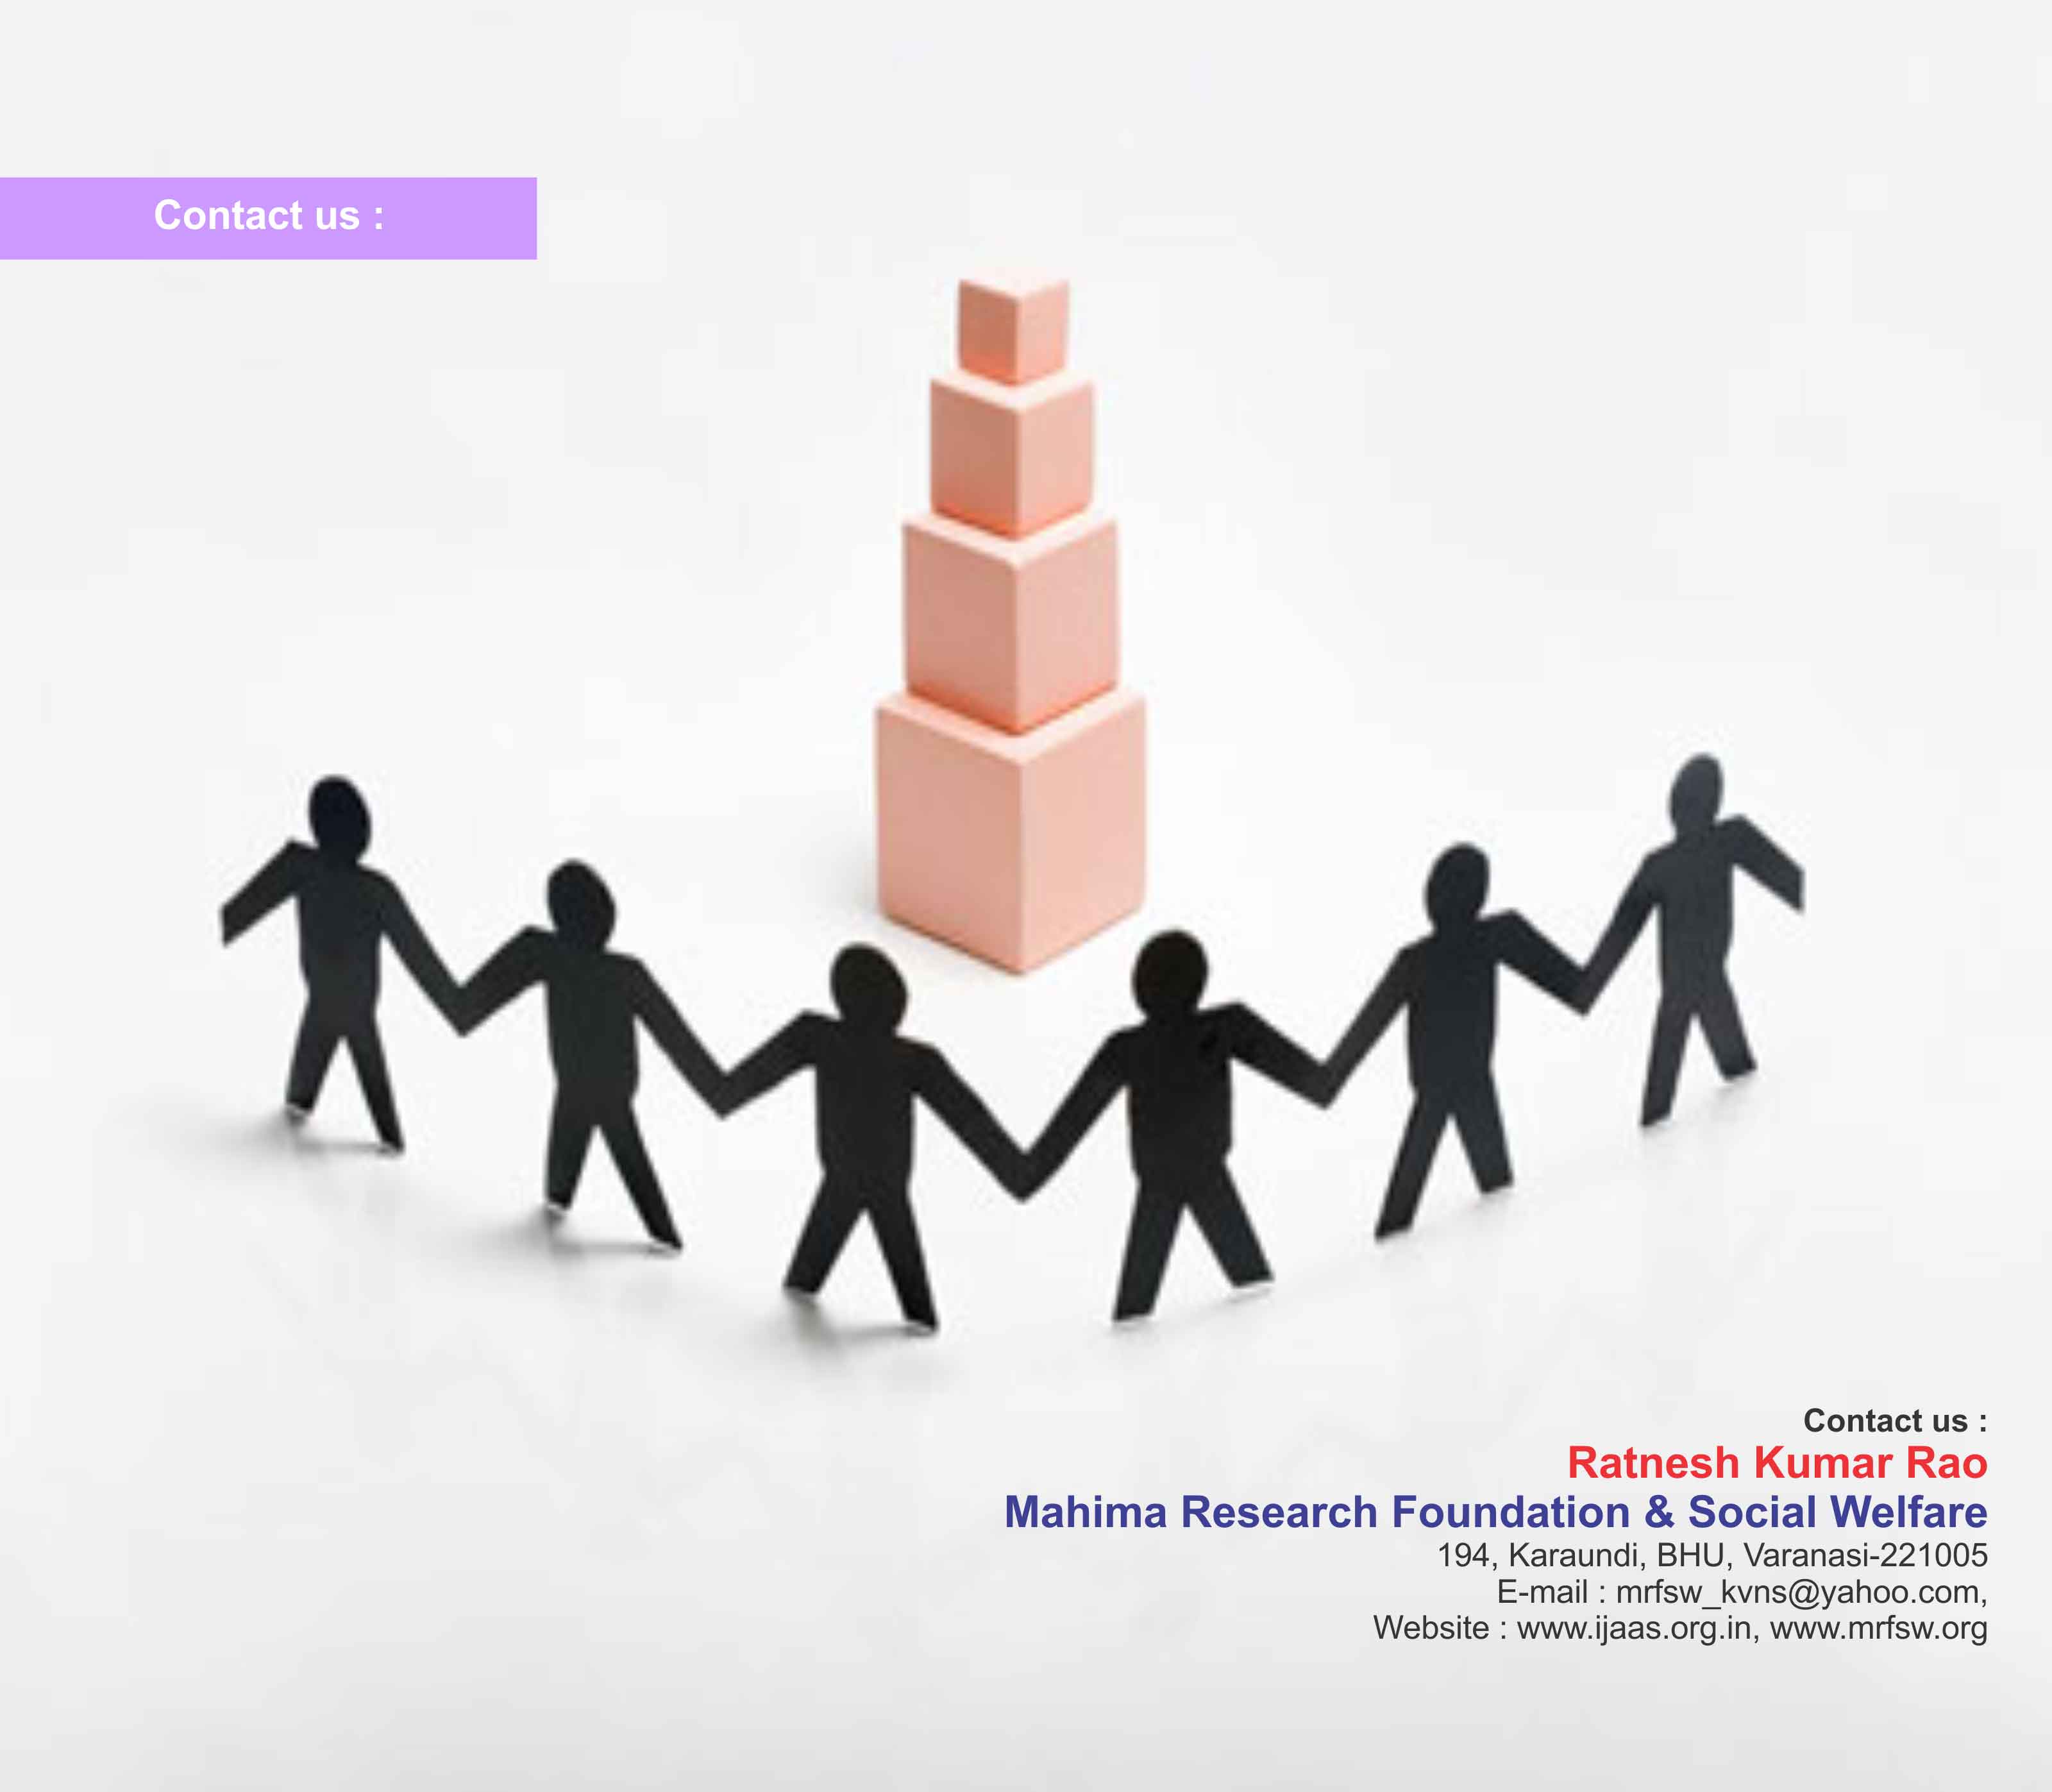 Contact us :
Contact us :
Ratnesh Kumar Rao
Mahima Research Foundation & Social Welfare
194, Karaundi, BHU, Varanasi-221005
E-mail : mrfsw_kvns@yahoo.com,
Website : www.ijaas.org.in, www.mrfsw.org